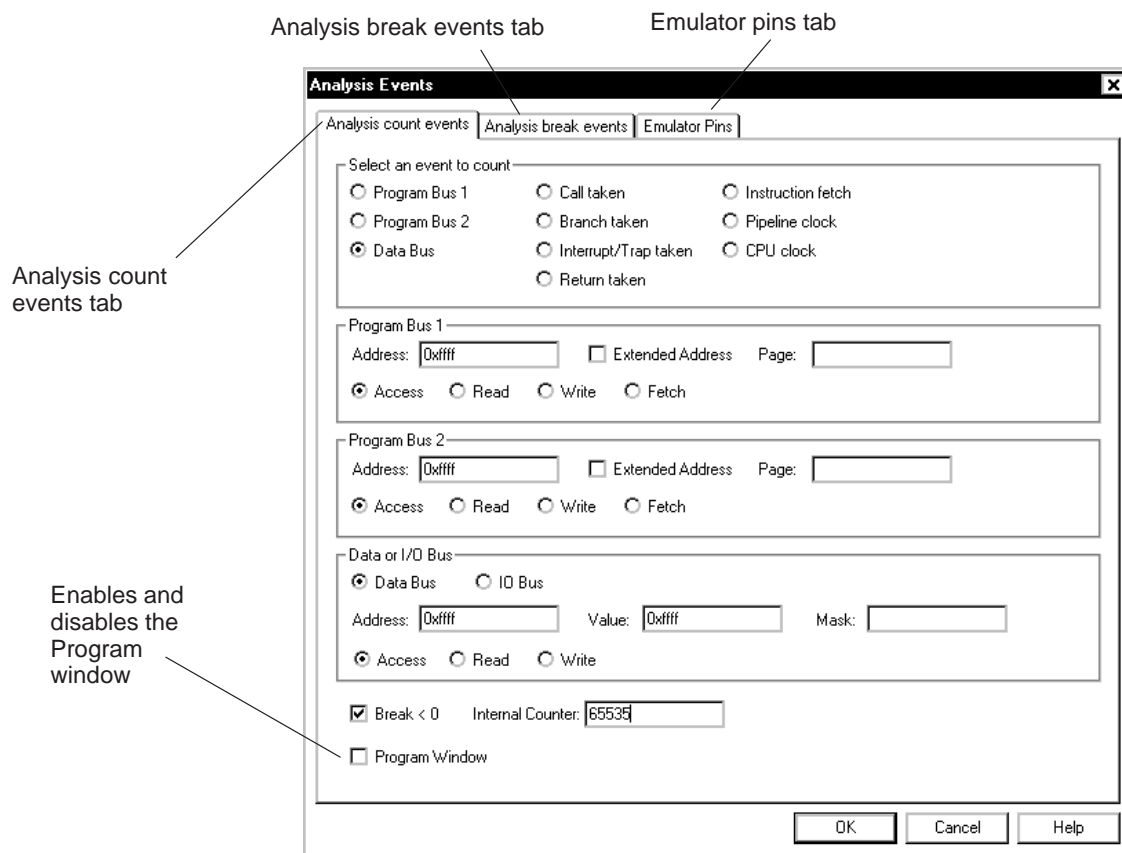 Analysis break events tab
Emulator pins tab
Analysis Events
Analysis count events
Analysis break events
Emulator Pins
Select an event to count
Program Bus 1
Call taken
Instruction fetch
Program Bus 2
Branch taken
Pipeline clock
Data Bus
Interrupt/Trap taken
CPU clock
Return taken
Analysis count
events tab
Program Bus 1
Address: 0xffff
Extended Address
Page:
Access
Read
Write
Fetch
Program Bus 2
Address: 0xffff
Extended Address
Page:
Access
Read
Write
Fetch
Data or I/O Bus
Data Bus
IO Bus
Address: 0xffff
Value: 0xffff
Mask:
Access
Read
Write
Enables and
disables the
Program
window
Break < 0
Internal Counter: 65535
Program Window
OK
Cancel
Help